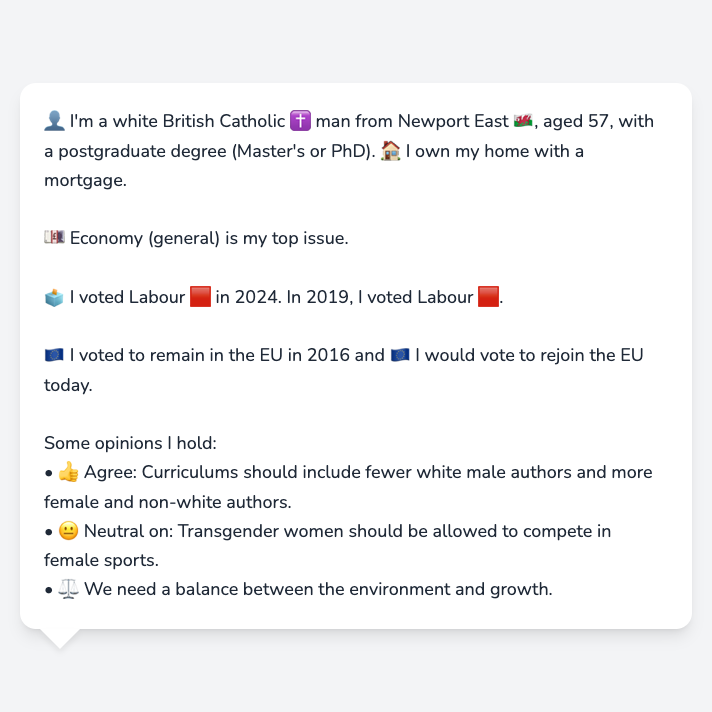 👤 I'm a white British Catholic ✝️ man from Newport East 🏴󠁧󠁢󠁷󠁬󠁳󠁿, aged 57, with
a postgraduate degree (Master's or PhD). 🏠 I own my home with a
mortgage.
💷 Economy (general) is my top issue.
🗳️ I voted Labour 🟥 in 2024. In 2019, I voted Labour 🟥.
🇪🇺 I voted to remain in the EU in 2016 and 🇪🇺 I would vote to rejoin the EU
today.
Some opinions I hold:
• 👍 Agree: Curriculums should include fewer white male authors and more
female and non-white authors.
• 😐 Neutral on: Transgender women should be allowed to compete in
female sports.
• ⚖️ We need a balance between the environment and growth.